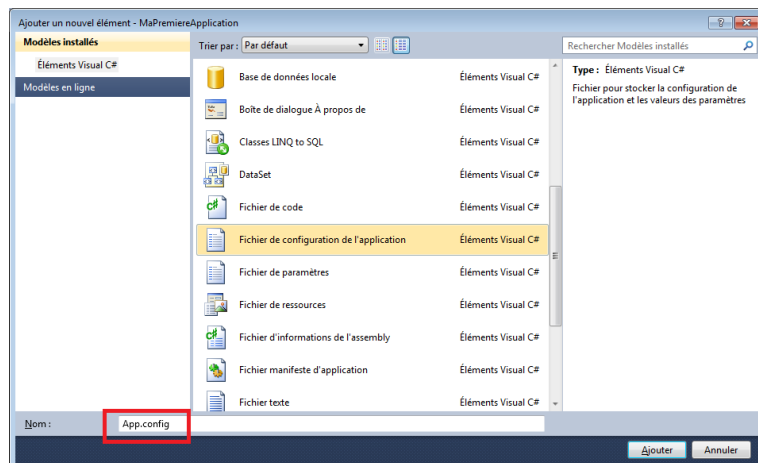 Ajouter un nouvel élément - MaPremiereApplication
Modèles installés
Éléments Visual C#
Modèles en ligne
Trier par : Par défaut
Rechercher Modèles installés
Base de données locale Éléments Visual C#
Boîte de dialogue À propos de Éléments Visual C#
Classes LINQ to SQL Éléments Visual C#
DataSet Éléments Visual C#
Fichier de code Éléments Visual C#
Fichier de configuration de l'application Éléments Visual C#
Fichier de paramètres Éléments Visual C#
Fichier de ressources Éléments Visual C#
Fichier d'informations de l'assembly Éléments Visual C#
Fichier manifeste d'application Éléments Visual C#
Fichier texte Éléments Visual C#
Type : Éléments Visual C#
Fichier pour stocker la configuration de
l'application et les valeurs des paramètres
Nom : App.config
Ajouter Annuler